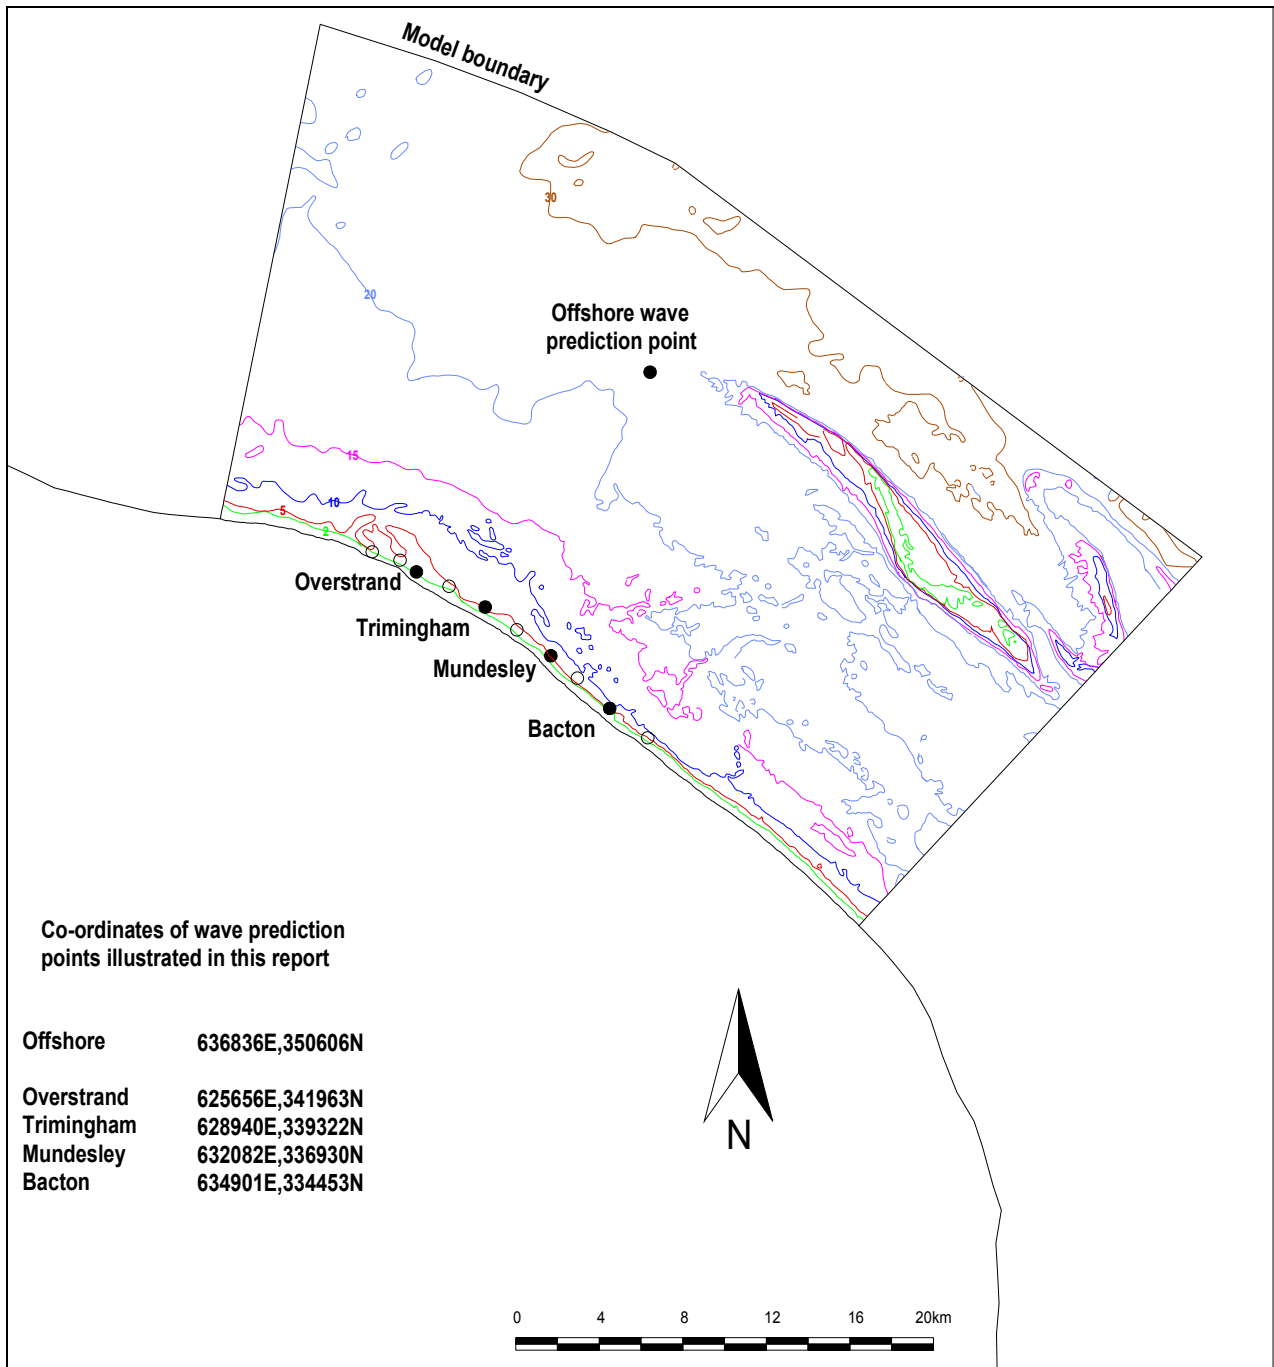 Model boundary
30
20
Offshore wave
prediction point
15
10
5
2
Overstrand
Trimingham
Mundesley
Bacton
Co-ordinates of wave prediction
points illustrated in this report
Offshore 636836E,350606N
Overstrand 625656E,341963N
Trimingham 628940E,339322N
Mundesley 632082E,336930N
Bacton 634901E,334453N
N
0 4 8 12 16 20km